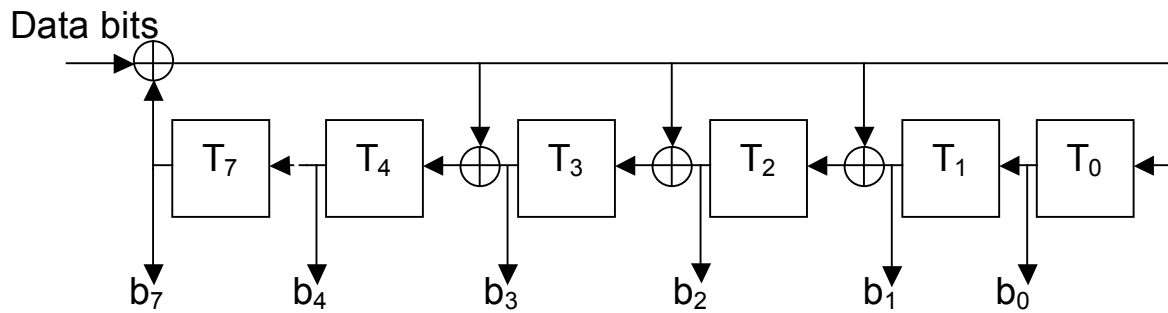 Data bits
T₇ T₄ T₃ T₂ T₁ T₀
b₇ b₄ b₃ b₂ b₁ b₀